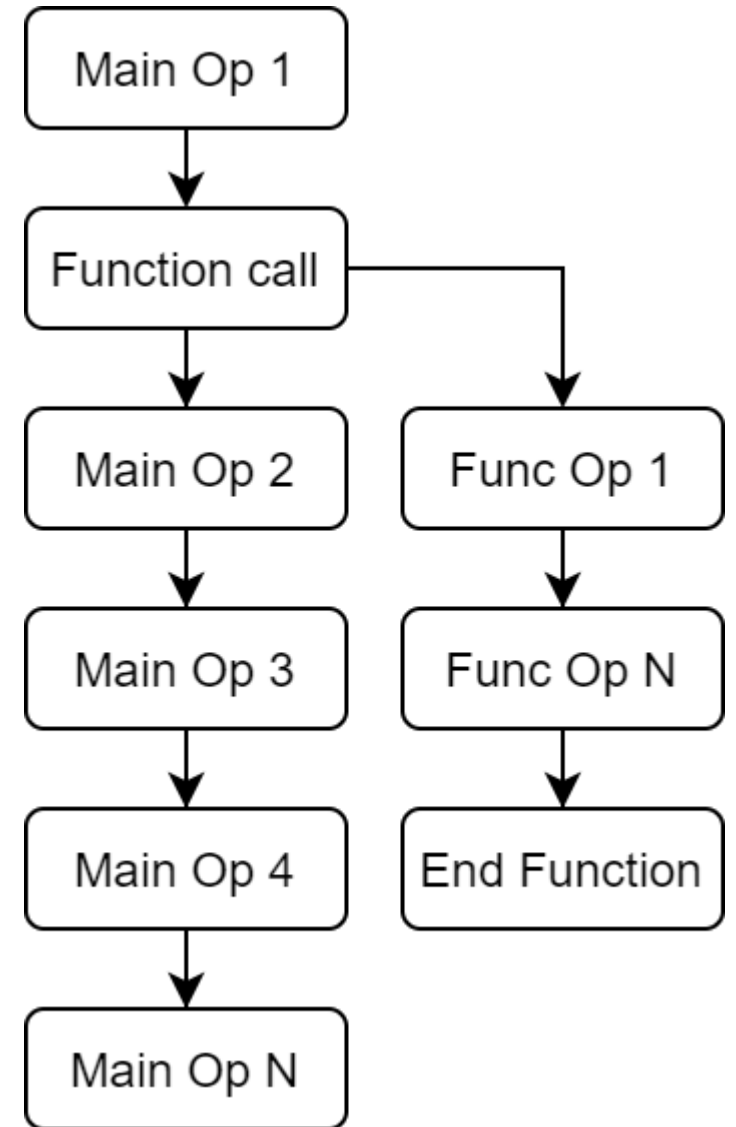 Main Op 1
Function call
Main Op 2
Func Op 1
Main Op 3
Func Op N
Main Op 4
End Function
Main Op N